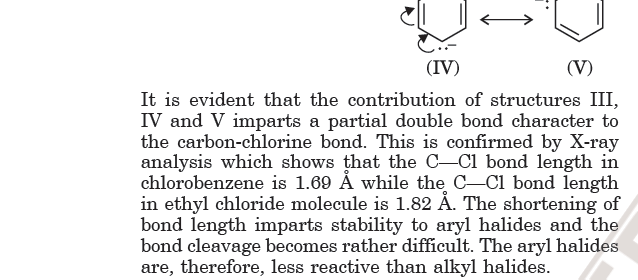 (IV) (V)
It is evident that the contribution of structures III,
IV and V imparts a partial double bond character to
the carbon-chlorine bond. This is confirmed by X-ray
analysis which shows that the C—Cl bond length in
chlorobenzene is 1.69 Å while the C—Cl bond length
in ethyl chloride molecule is 1.82 Å. The shortening of
bond length imparts stability to aryl halides and the
bond cleavage becomes rather difficult. The aryl halides
are, therefore, less reactive than alkyl halides.